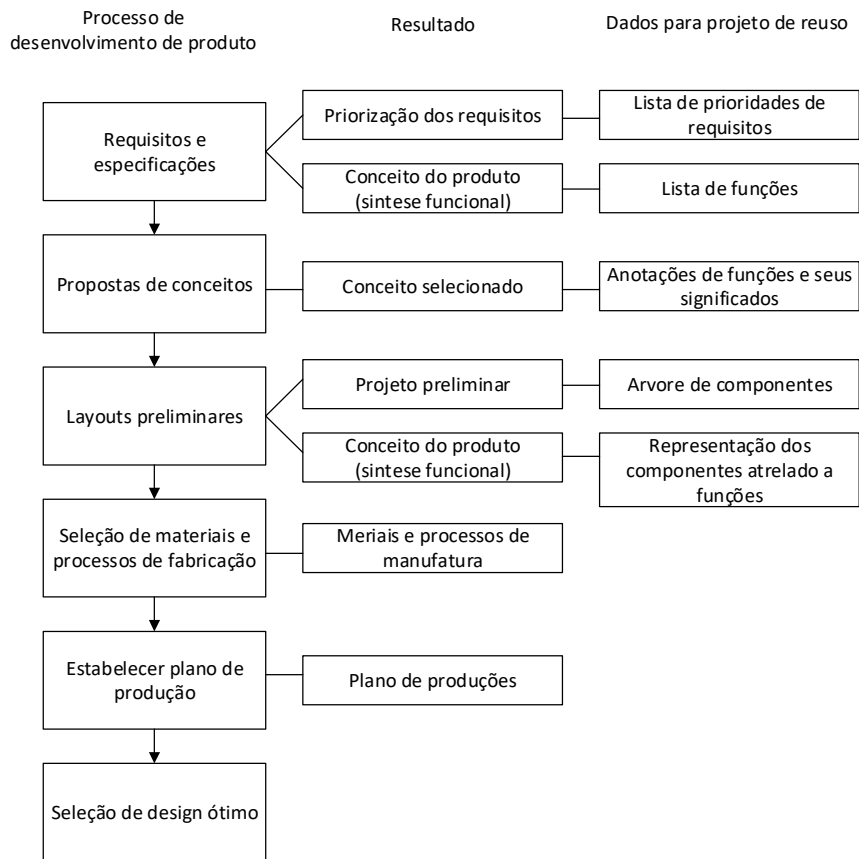 Processo de
desenvolvimento de
produto
Resultado
Dados para projeto de reuso
Requisitos e
especificações
Priorização dos requisitos
Lista de prioridades de
requisitos
Conceito do produto
(sintese funcional)
Lista de funções
Propostas de conceitos
Conceito selecionado
Anotações de funções e seus
significados
Layouts preliminares
Projeto preliminar
Arvore de componentes
Conceito do produto
(sintese funcional)
Representação dos
componentes atrelado a
funções
Seleção de materiais e
processos de fabricação
Meriais e processos de
manufatura
Estabelecer plano de
produção
Plano de produções
Seleção de design ótimo